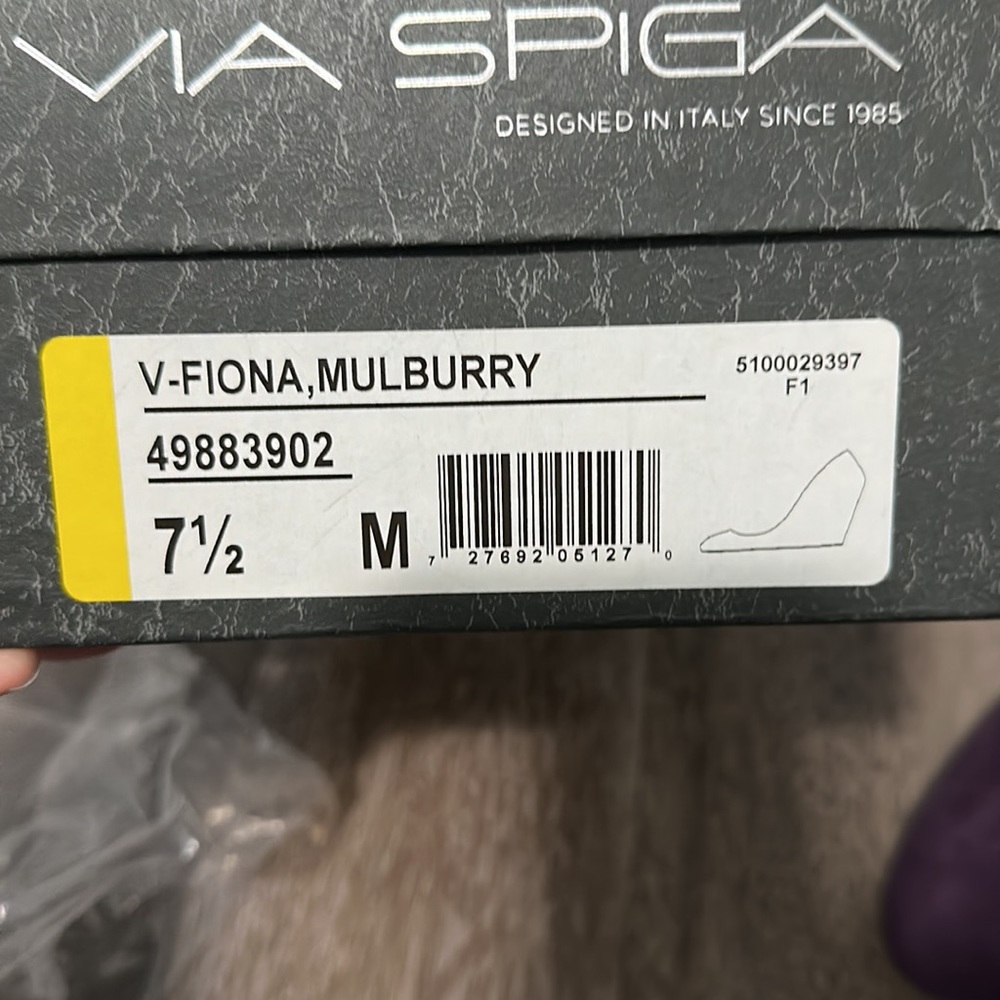 VIA SPIGA
DESIGNED IN ITALY SINCE 1985
V-FIONA,MULBURRY
5100029397
F1
49883902
7½
M
7 27692 05127 0